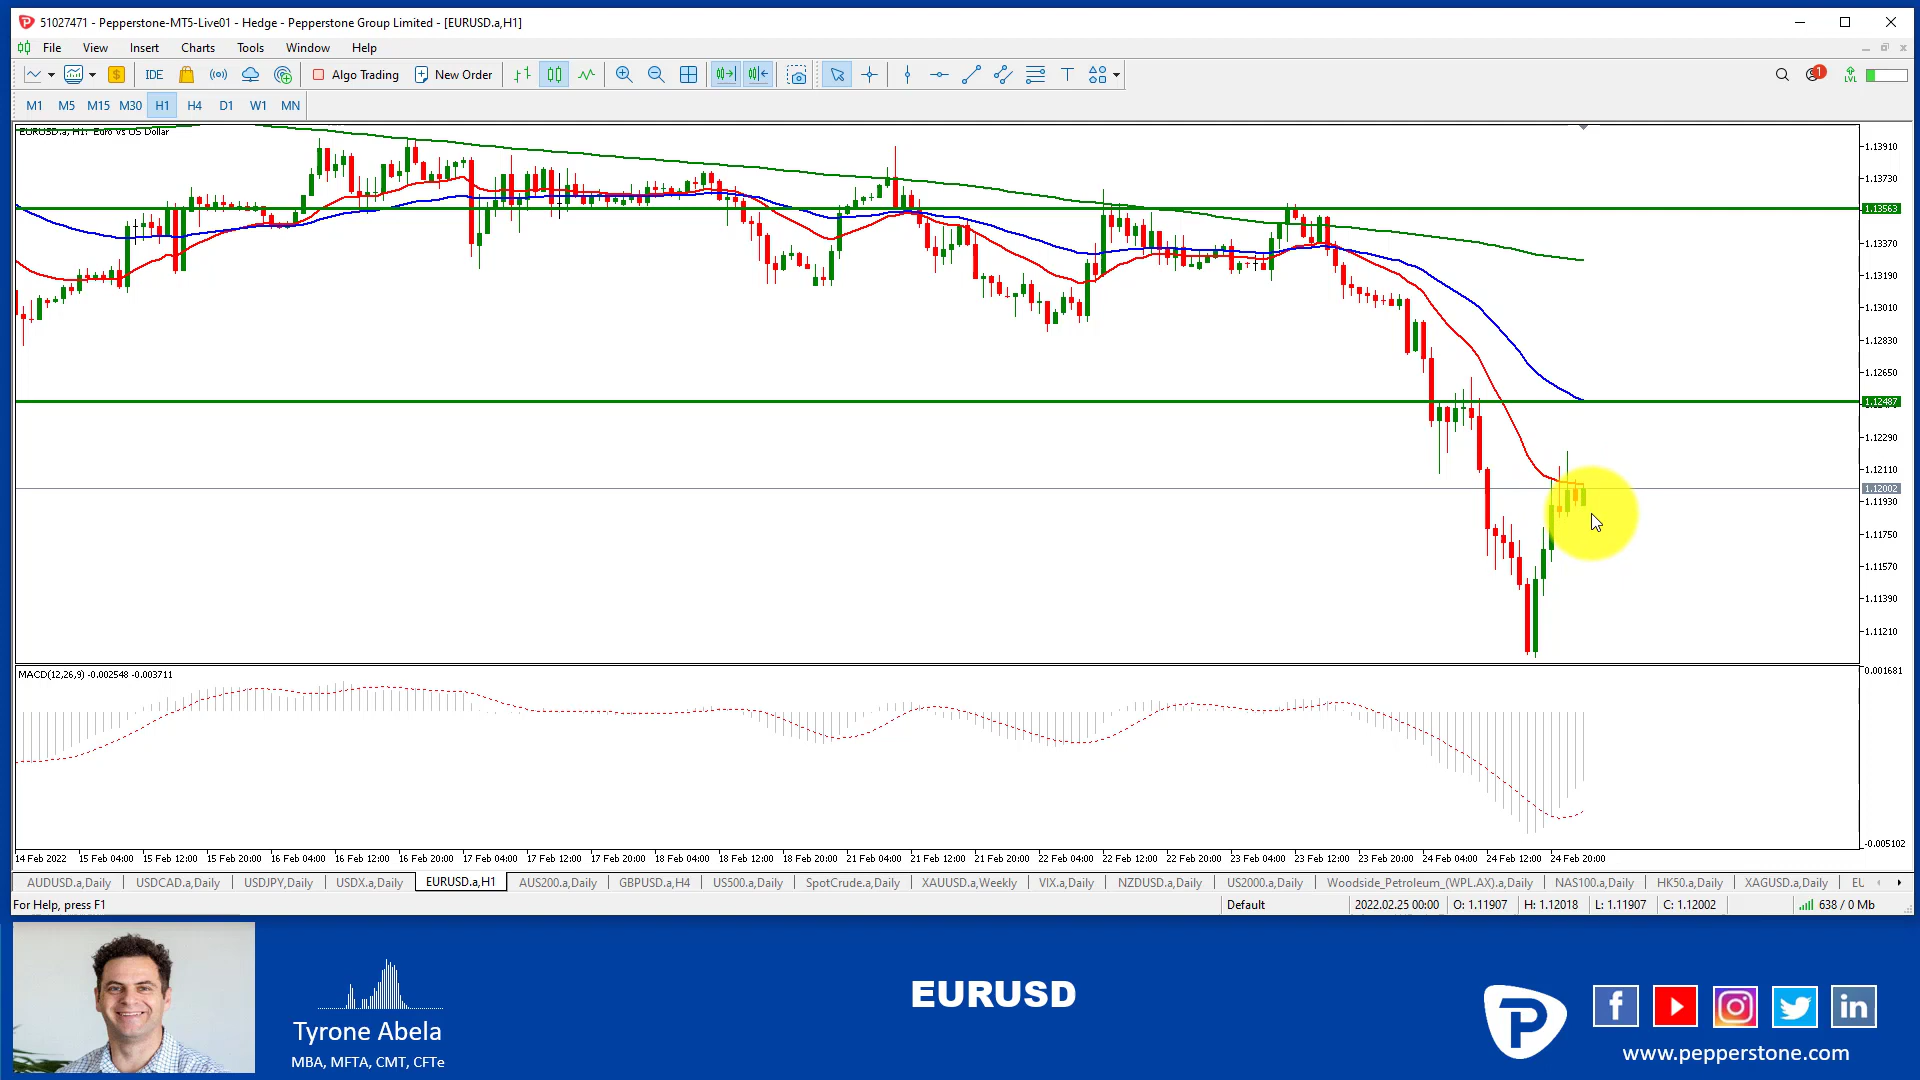 51027471 - Pepperstone-MT5-Live01 - Hedge - Pepperstone Group Limited - [EURUSD.a,H1]
File View Insert Charts Tools Window Help
IDE Algo Trading New Order 1 LVL
M1 M5 M15 M30 H1 H4 D1 W1 MN
EURUSD.a, H1: Euro vs US Dollar
1.13910
1.13730
1.13563
1.13370
1.13190
1.13010
1.12830
1.12650
1.12487
1.12290
1.12110
1.12002
1.11930
1.11750
1.11570
1.11390
1.11210
MACD(12,26,9) -0.002548 -0.003711
0.001681
-0.005102
14 Feb 2022 15 Feb 04:00 15 Feb 12:00 15 Feb 20:00 16 Feb 04:00 16 Feb 12:00 16 Feb 20:00 17 Feb 04:00 17 Feb 12:00 17 Feb 20:00 18 Feb 04:00 18 Feb 12:00 18 Feb 20:00 21 Feb 04:00 21 Feb 12:00 21 Feb 20:00 22 Feb 04:00 22 Feb 12:00 22 Feb 20:00 23 Feb 04:00 23 Feb 12:00 23 Feb 20:00 24 Feb 04:00 24 Feb 12:00 24 Feb 20:00
AUDUSD.a,Daily USDCAD.a,Daily USDJPY,Daily USDX.a,Daily EURUSD.a,H1 AUS200.a,Daily GBPUSD.a,H4 US500.a,Daily SpotCrude.a,Daily XAUUSD.a,Weekly VIX.a,Daily NZDUSD.a,Daily US2000.a,Daily Woodside_Petroleum_(WPL.AX).a,Daily NAS100.a,Daily HK50.a,Daily XAGUSD.a,Daily EU
For Help, press F1 Default 2022.02.25 00:00 O: 1.11907 H: 1.12018 L: 1.11907 C: 1.12002 638 / 0 Mb
Tyrone Abela
MBA, MFTA, CMT, CFTe
EURUSD
www.pepperstone.com